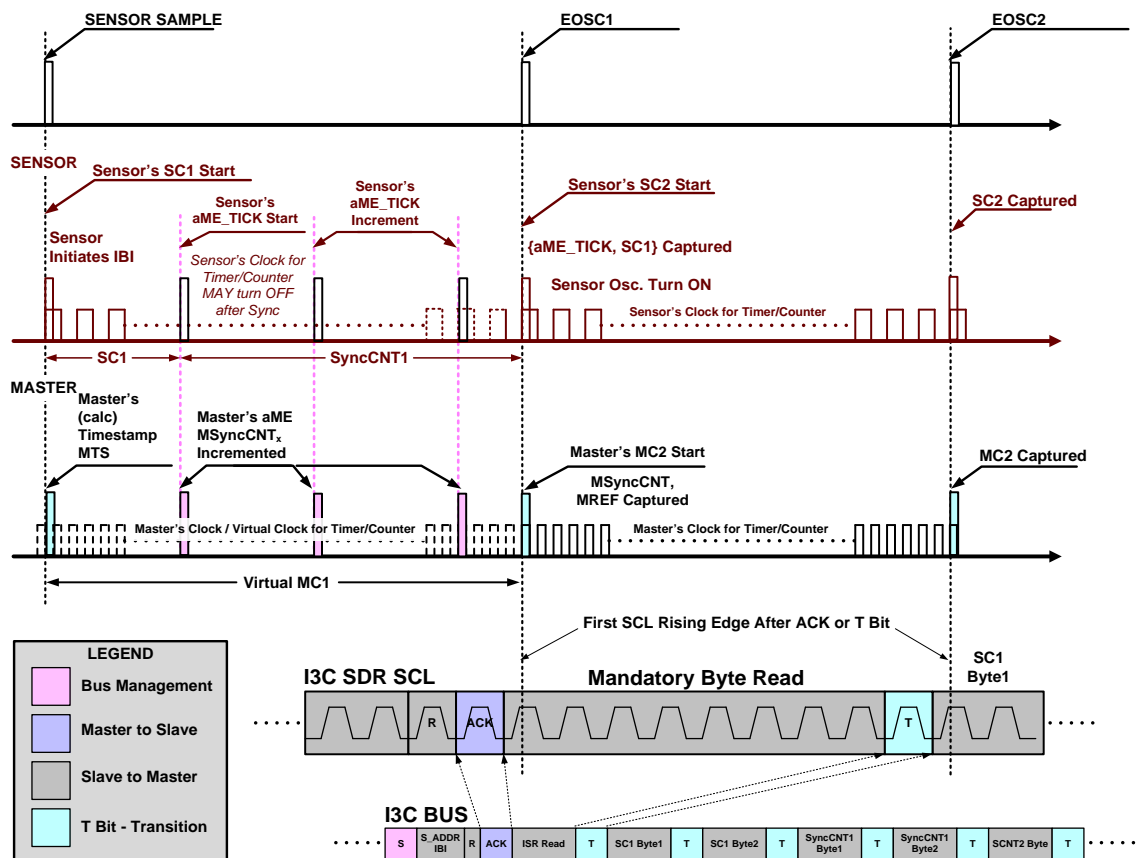 SENSOR SAMPLE
EOSC1
EOSC2
SENSOR
Sensor's SC1 Start
Sensor's
aME_TICK Start
Sensor's
aME_TICK
Increment
Sensor's SC2 Start
SC2 Captured
Sensor
Initiates IBI
Sensor's Clock for
Timer/Counter
MAY turn OFF
after Sync
{aME_TICK, SC1} Captured
Sensor Osc. Turn ON
Sensor's Clock for Timer/Counter
SC1
SyncCNT1
MASTER
Master's
(calc)
Timestamp
MTS
Master's aME
MSyncCNTx
Incremented
Master's MC2 Start
MSyncCNT,
MREF Captured
MC2 Captured
Master's Clock / Virtual Clock for Timer/Counter
Master's Clock for Timer/Counter
Virtual MC1
First SCL Rising Edge After ACK or T Bit
LEGEND
Bus Management
Master to Slave
Slave to Master
T Bit - Transition
I3C SDR SCL
Mandatory Byte Read
SC1
Byte1
R
ACK
T
I3C BUS
S
S_ADDR
IBI
R
ACK
ISR Read
T
SC1 Byte1
T
SC1 Byte2
T
SyncCNT1
Byte1
T
SyncCNT1
Byte2
T
SCNT2 Byte
T